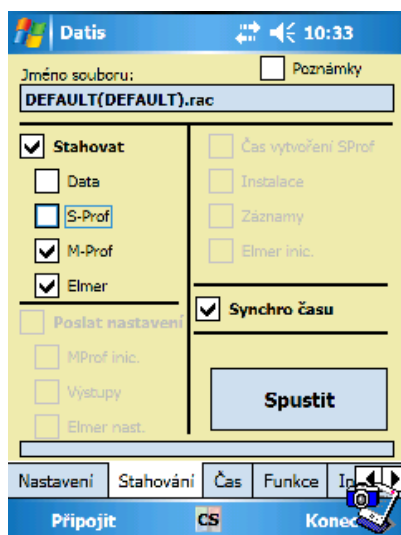 Datis 10:33
Jméno souboru:
Poznámky
DEFAULT(DEFAULT).rac
Stahovat
Data
S-Prof
M-Prof
Elmer
Poslat nastavení
MProf inic.
Výstupy
Elmer nast.
Čas vytvoření SProf
Instalace
Záznamy
Elmer inic.
Synchro času
Spustit
Nastavení Stahování Čas Funkce
Připojit CS